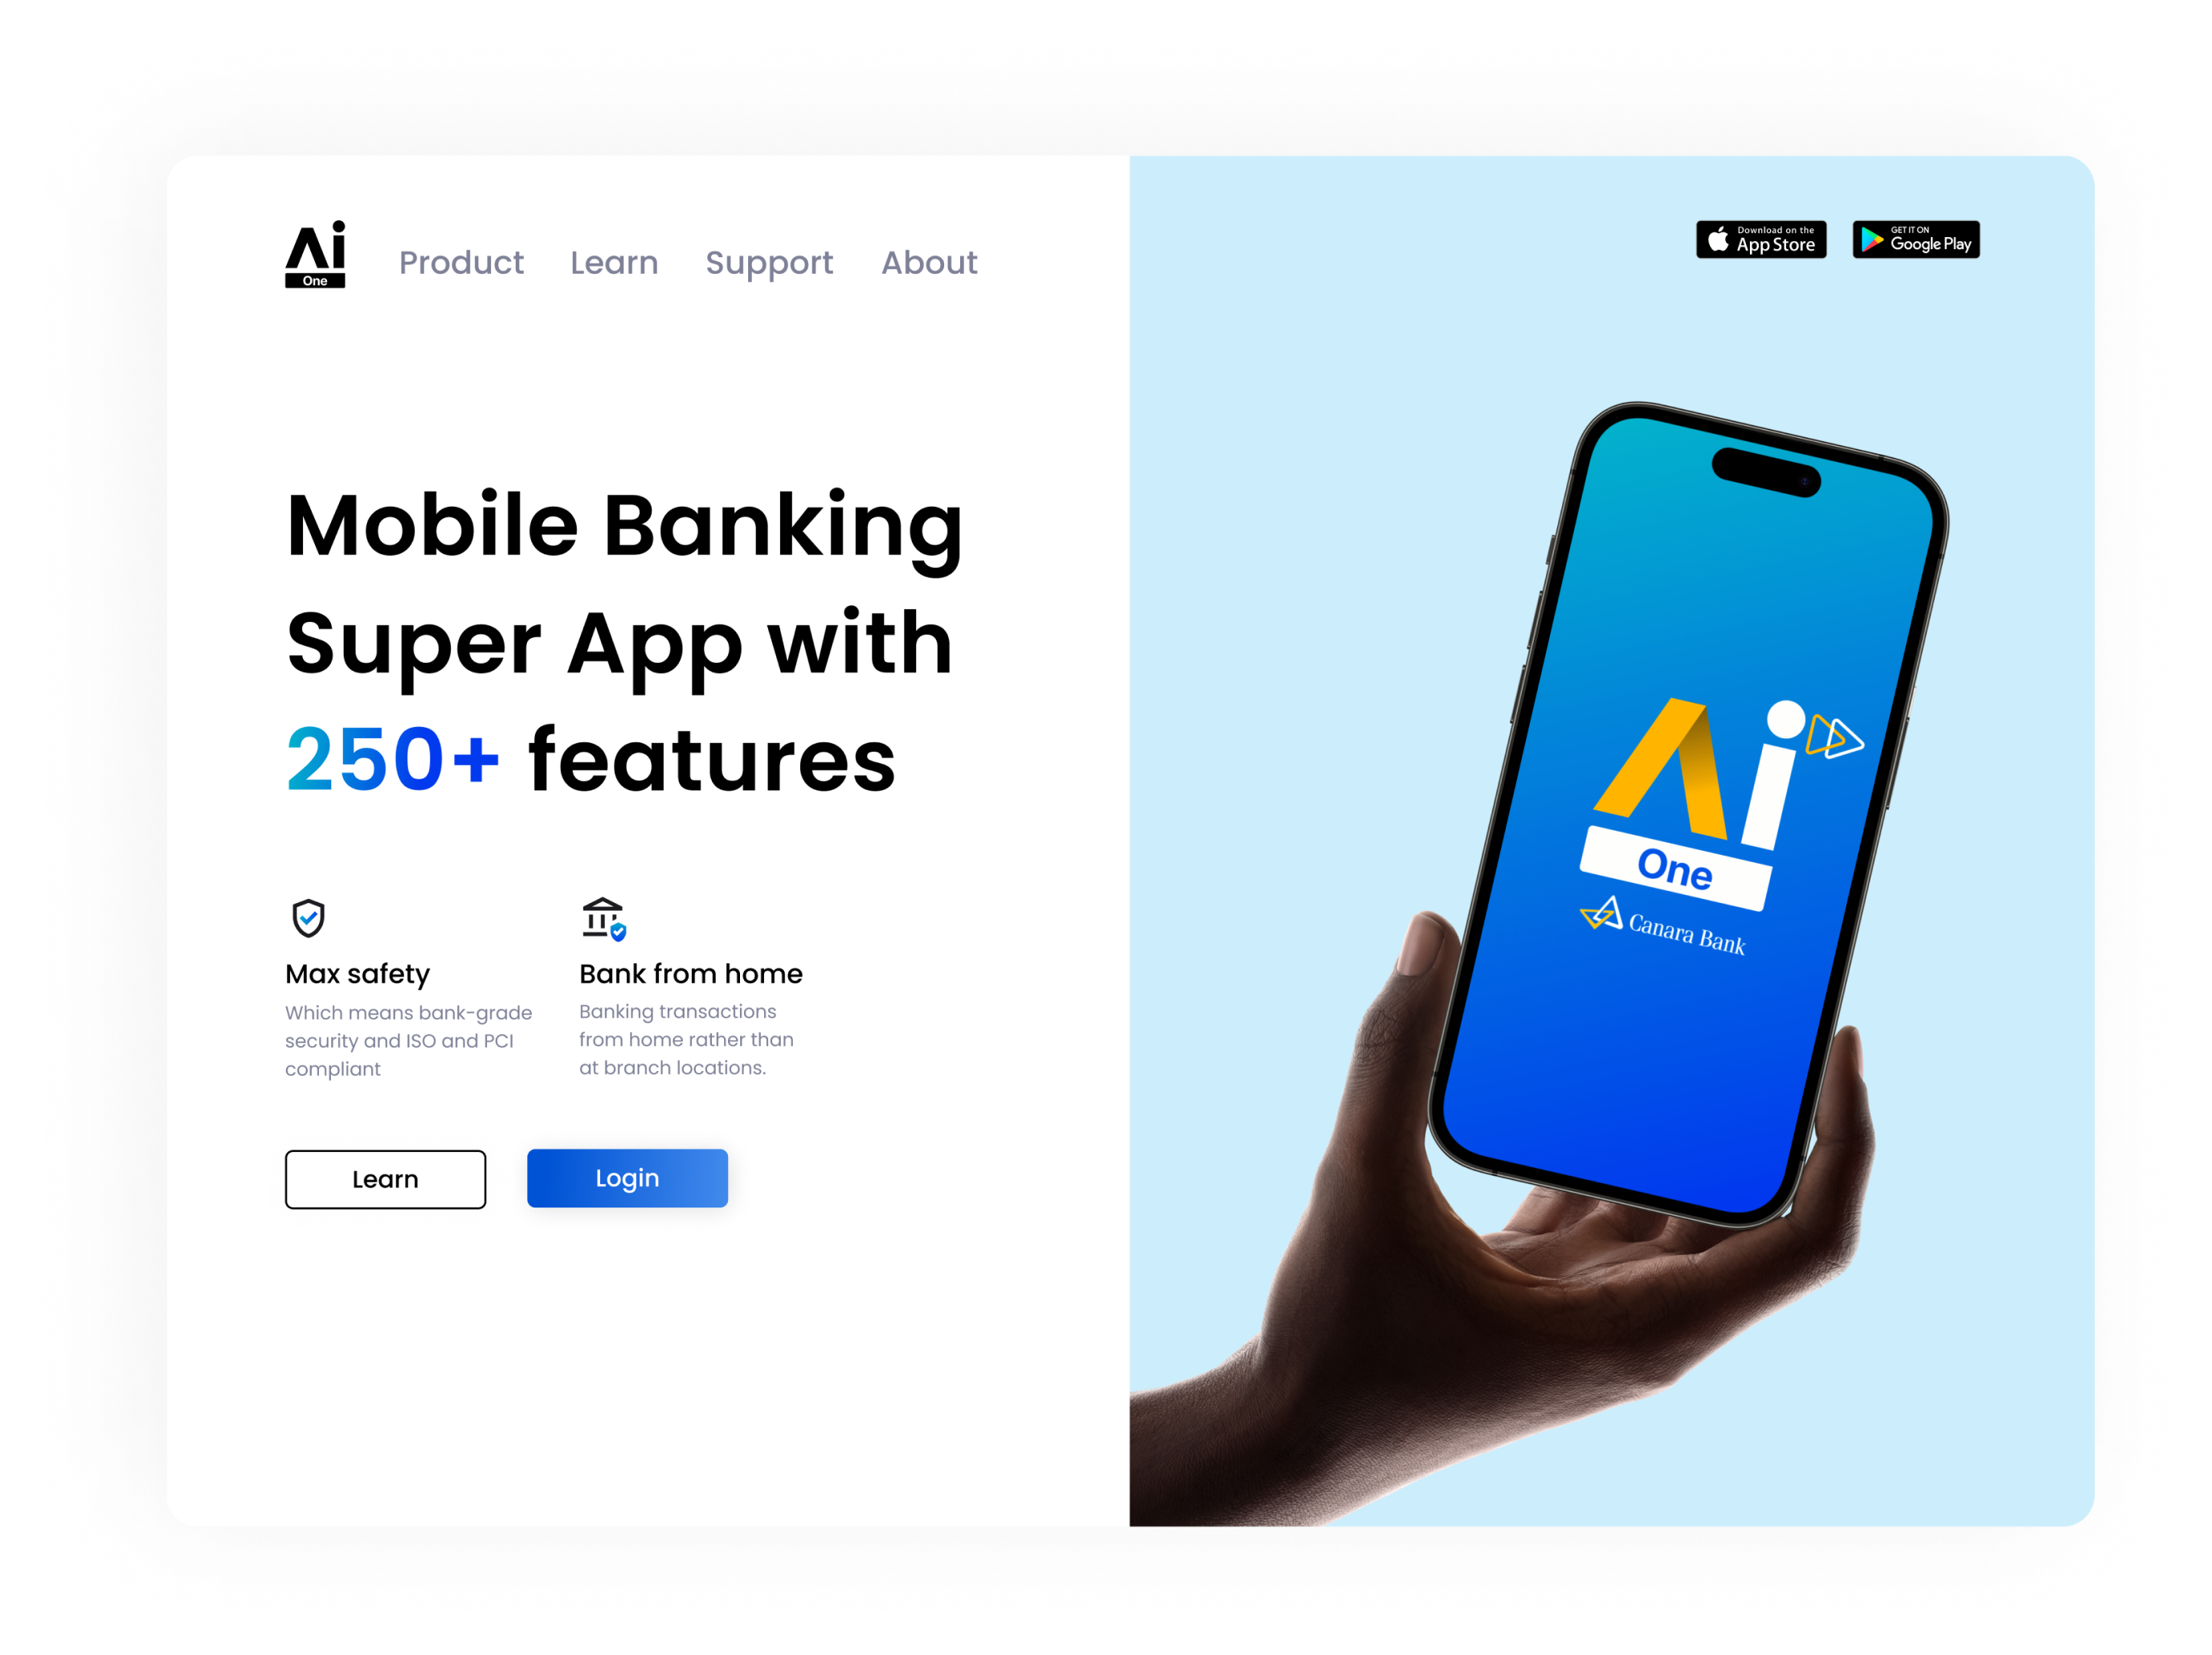 Ai
One
Product Learn Support About
Download on the
App Store
GET IT ON
Google Play
Mobile Banking
Super App with
250+ features
Max safety
Which means bank-grade
security and ISO and PCI
compliant
Bank from home
Banking transactions
from home rather than
at branch locations.
Learn
Login
Ai
One
Canara Bank